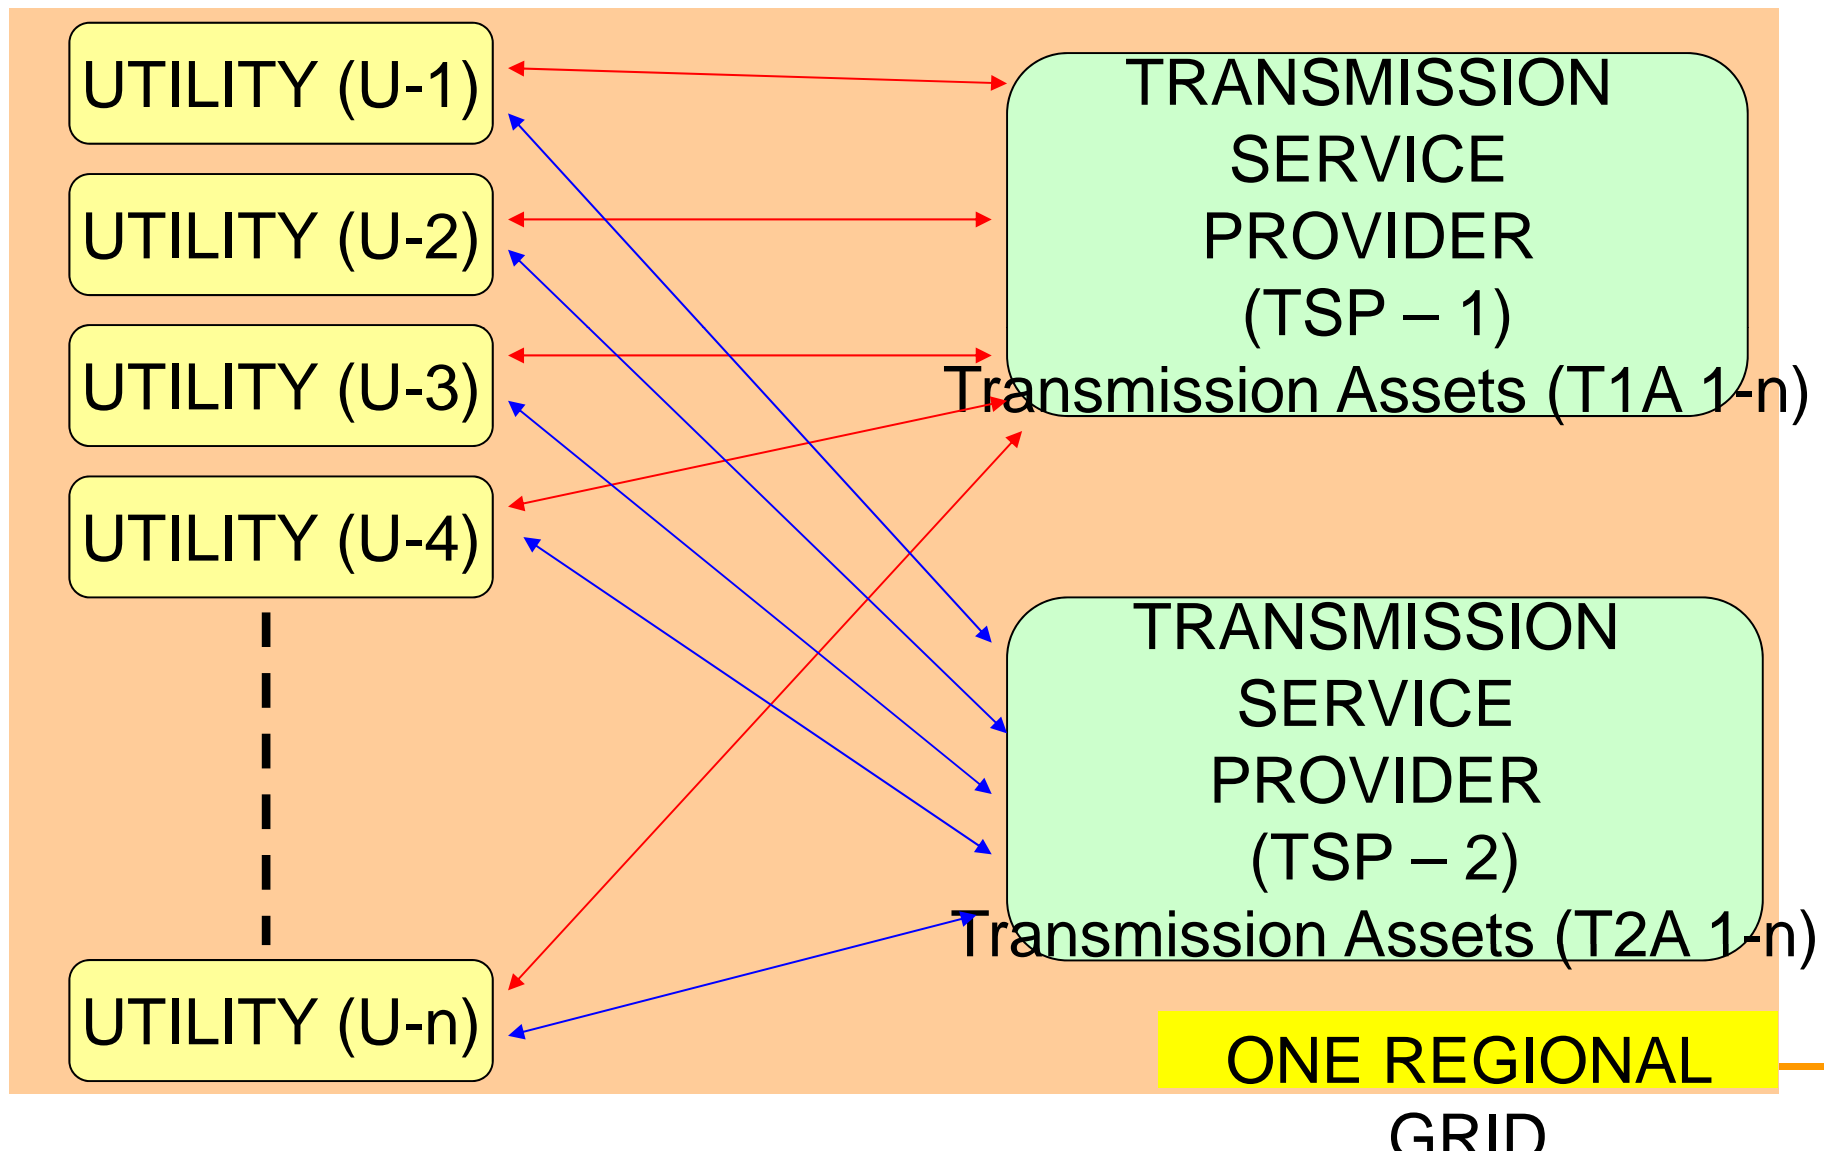 UTILITY (U-1)
UTILITY (U-2)
UTILITY (U-3)
UTILITY (U-4)
UTILITY (U-n)
TRANSMISSION
SERVICE
PROVIDER
(TSP – 1)
Transmission Assets (T1A 1-n)
TRANSMISSION
SERVICE
PROVIDER
(TSP – 2)
Transmission Assets (T2A 1-n)
ONE REGIONAL
GRID